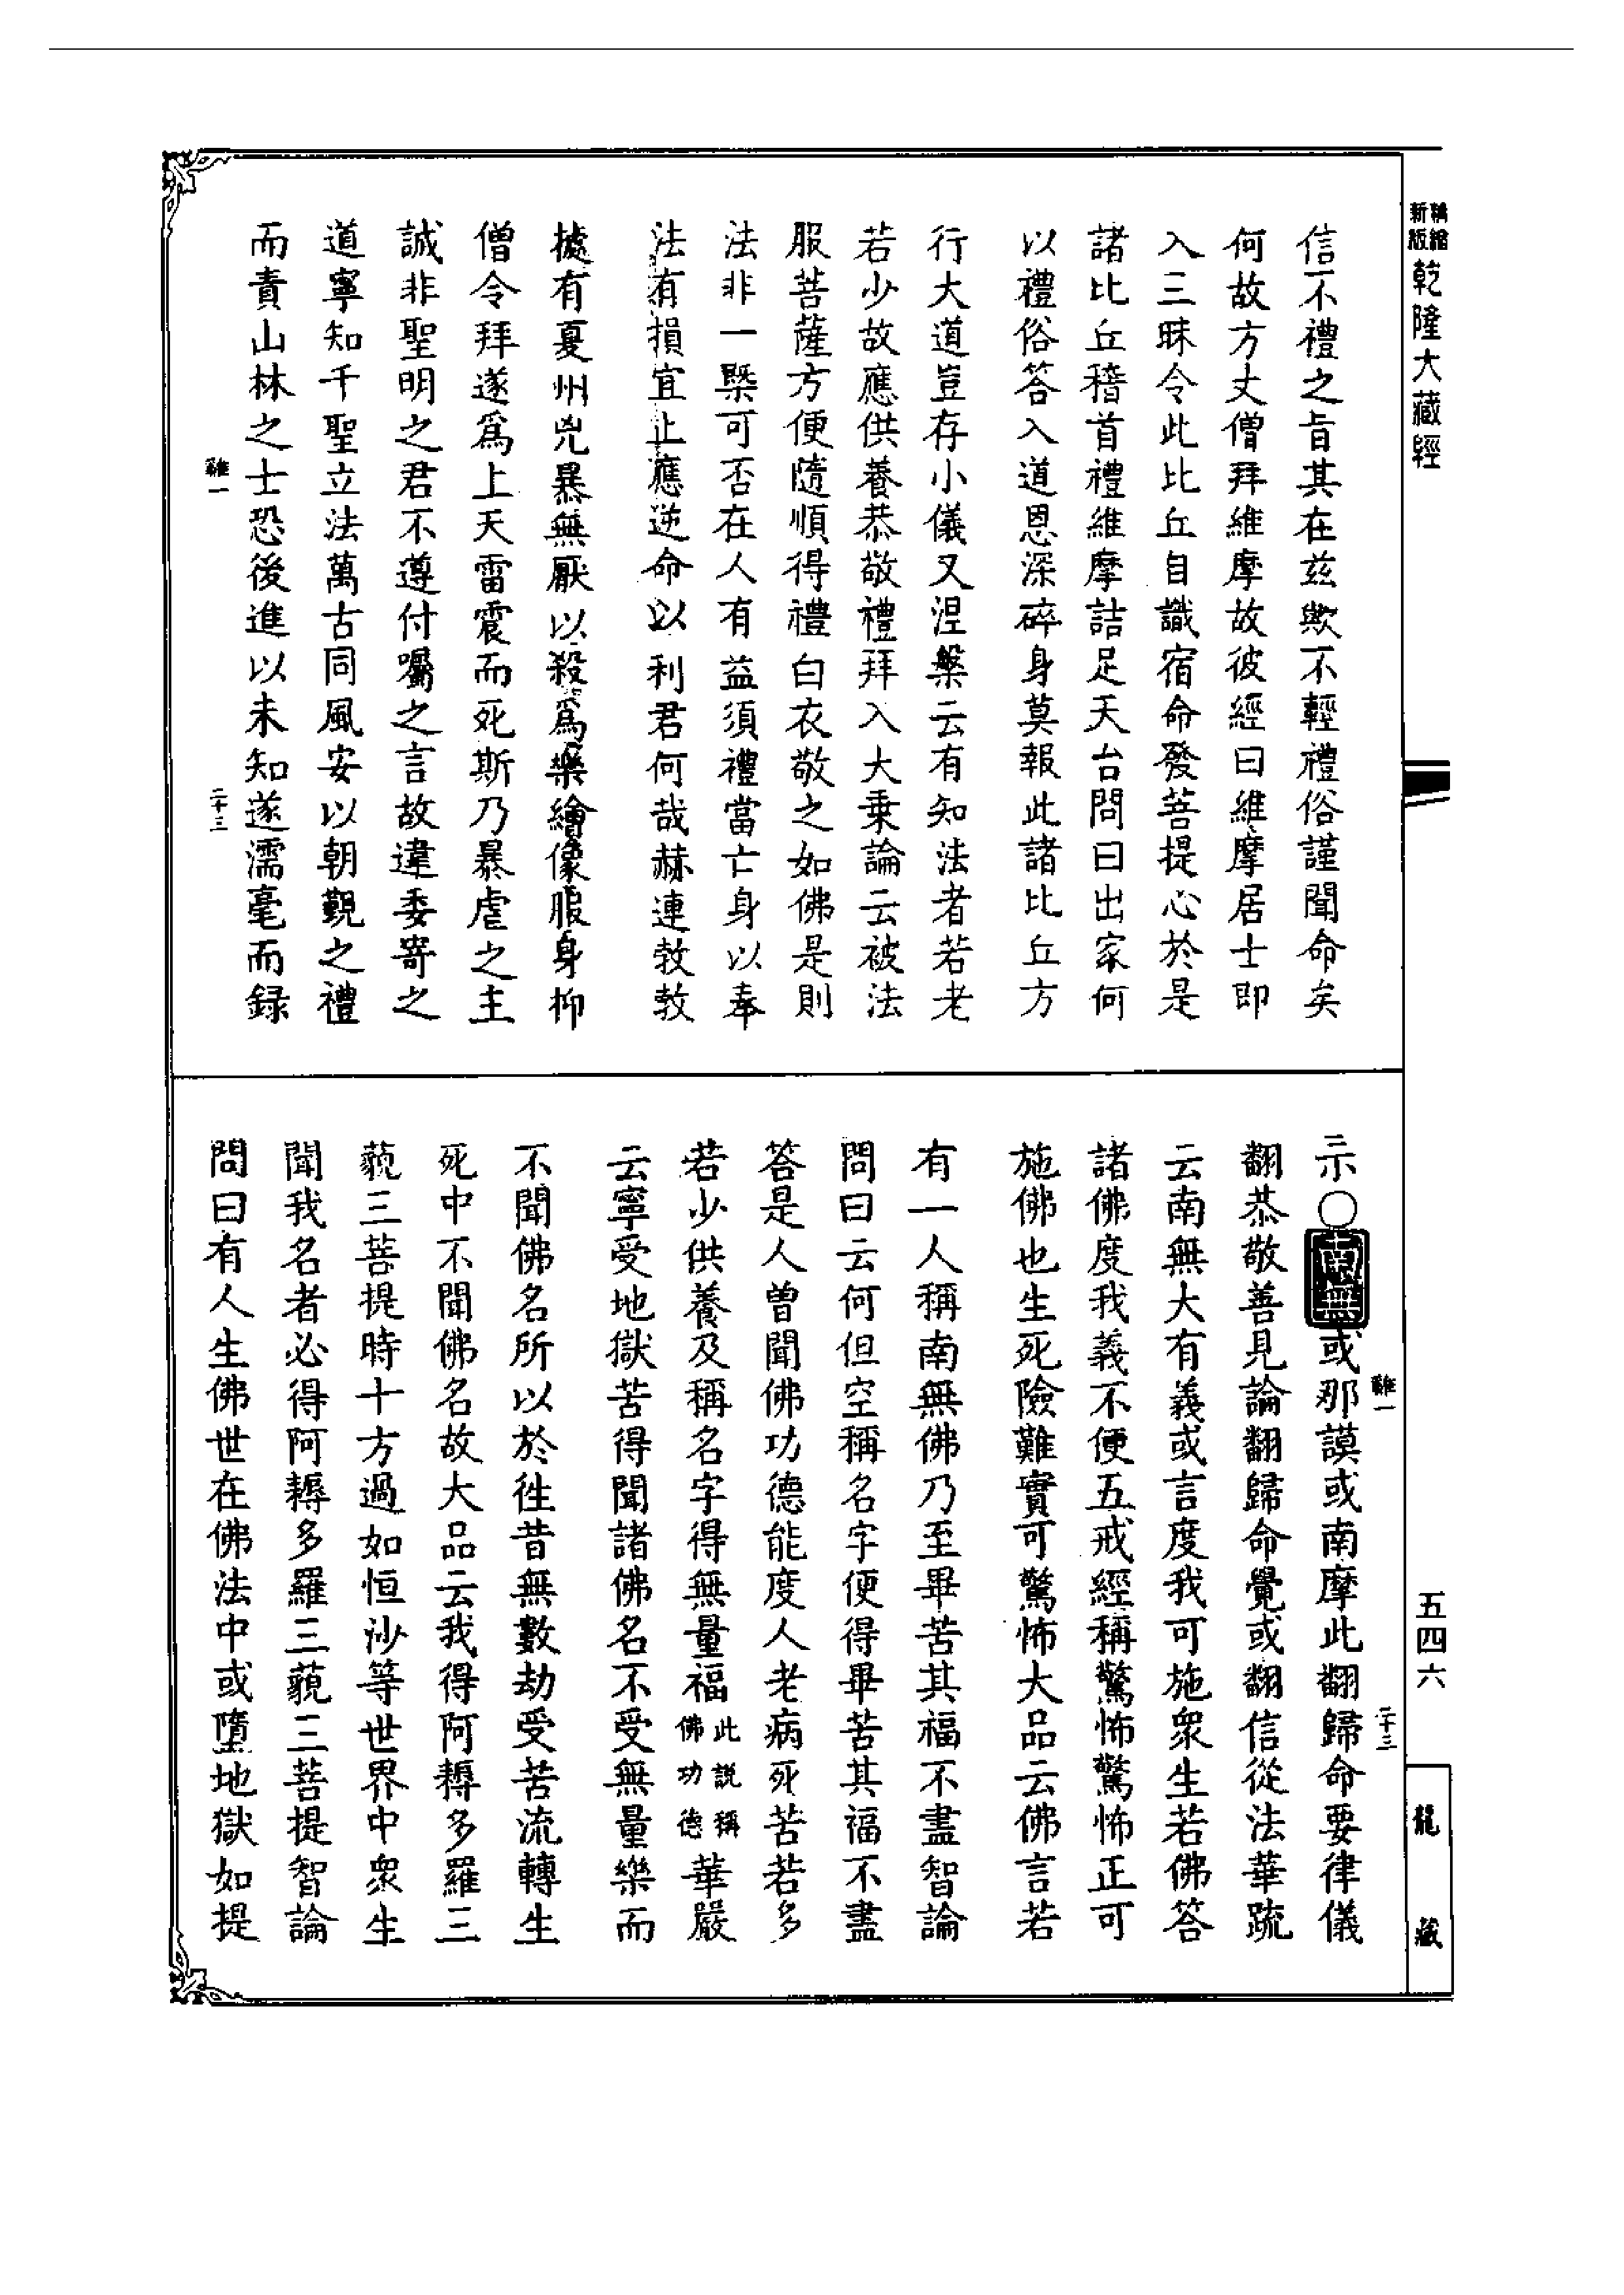 新版精縮
乾隆大藏經
信不禮之旨其在茲歟不輕禮俗謹聞命矣
何故方丈僧拜維摩故彼經曰維摩居士即
入三昧令此比丘自識宿命發菩提心於是
諸比丘稽首禮維摩詰足天台問曰出家何
以禮俗答入道恩深碎身莫報此諸比丘方
行大道豈存小儀又涅槃云有知法者若老
若少故應供養恭敬禮拜入大乗論云被法
服菩薩方便隨順得禮白衣敬之如佛是則
法非一槩可否在人有益須禮當亡身以奉
法有損宜止應逆命以利君何哉赫連敕敕
據有夏州兇暴無厭以殺爲樂繪像服身抑
僧令拜遂爲上天雷震而死斯乃暴虐之主
誠非聖明之君不遵付囑之言故違委寄之
道寧知千聖立法萬古同風安以朝覲之禮
而責山林之士恐後進以未知遂濡毫而録
雞一
二十三
雞一
二十三
示〇南無或那謨或南摩此翻歸命要律儀
翻恭敬善見論翻歸命覺或翻信從法華䟽
云南無大有義或言度我可施衆生若佛答
諸佛度我義不便五戒經稱驚怖驚怖正可
施佛也生死險難實可驚怖大品云佛言若
有一人稱南無佛乃至畢苦其福不盡智論
問曰云何但空稱名字便得畢苦其福不盡
答是人曾聞佛功德能度人老病死苦若多
若少供養及稱名字得無量福此說稱佛功德華嚴
云寧受地獄苦得聞諸佛名不受無量樂而
不聞佛名所以於徃昔無數劫受苦流轉生
死中不聞佛名故大品云我得阿耨多羅三
藐三菩提時十方過如恒沙等世界中衆生
聞我名者必得阿耨多羅三藐三菩提智論
問曰有人生佛世在佛法中或墮地獄如提
五四六
龍藏